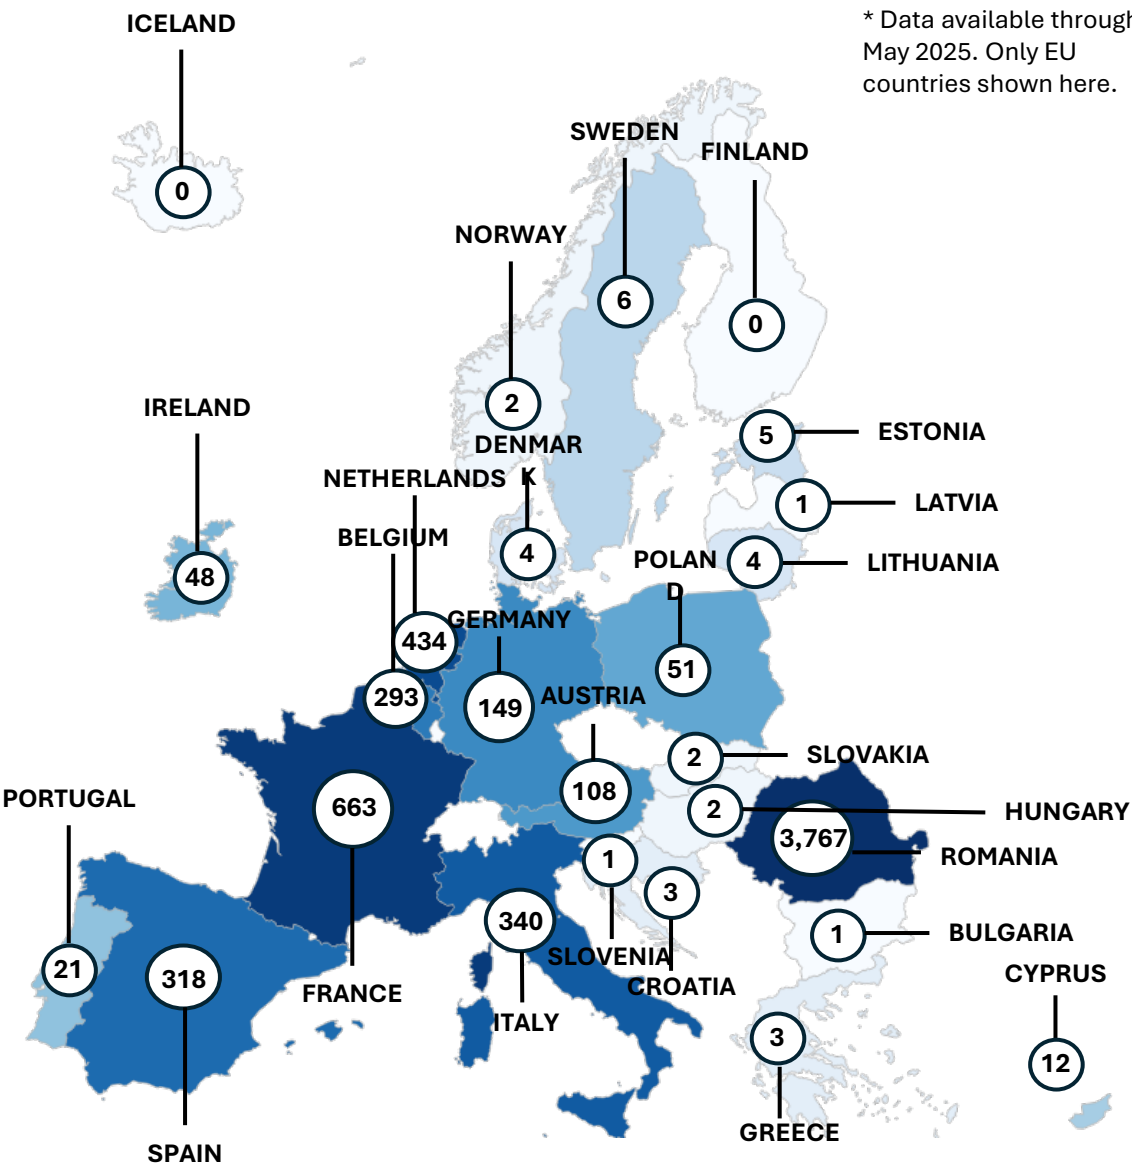 ICELAND
* Data available through
May 2025. Only EU
countries shown here.
SWEDEN
FINLAND
0
NORWAY
6
0
2
IRELAND
5
ESTONIA
DENMAR
K
NETHERLANDS
1
LATVIA
BELGIUM
4
POLAN
D
4
LITHUANIA
48
GERMANY
434
51
293
149
AUSTRIA
2
SLOVAKIA
108
PORTUGAL
663
2
HUNGARY
3,767
ROMANIA
1
3
340
1
BULGARIA
SLOVENIA
21
318
CROATIA
CYPRUS
FRANCE
ITALY
3
12
GREECE
SPAIN